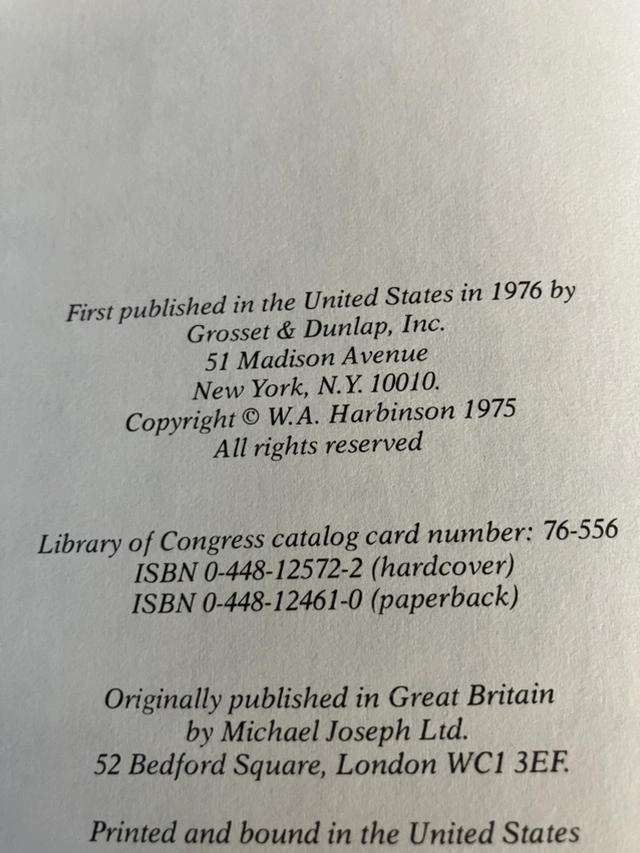 First published in the United States in 1976 by
Grosset & Dunlap, Inc.
51 Madison Avenue
New York, N.Y. 10010.
Copyright © W.A. Harbinson 1975
All rights reserved
Library of Congress catalog card number: 76-556
ISBN 0-448-12572-2 (hardcover)
ISBN 0-448-12461-0 (paperback)
Originally published in Great Britain
by Michael Joseph Ltd.
52 Bedford Square, London WC1 3EF.
Printed and bound in the United States